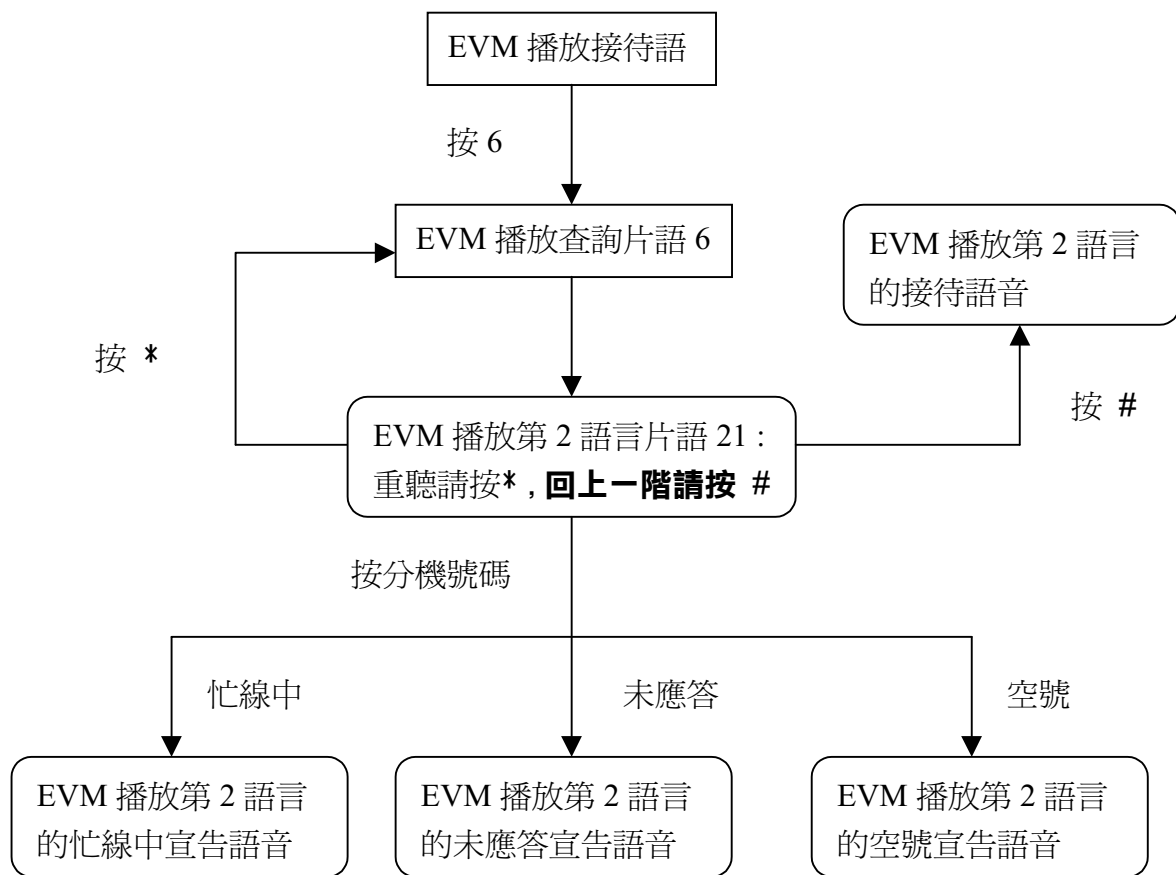 EVM 播放接待語
按 6
EVM 播放查詢片語 6
EVM 播放第 2 語言
的接待語音
按 *
按 #
EVM 播放第 2 語言片語 21 :
重聽請按* , 回上一階請按 #
按分機號碼
忙線中
未應答
空號
EVM 播放第 2 語言
的忙線中宣告語音
EVM 播放第 2 語言
的未應答宣告語音
EVM 播放第 2 語言
的空號宣告語音